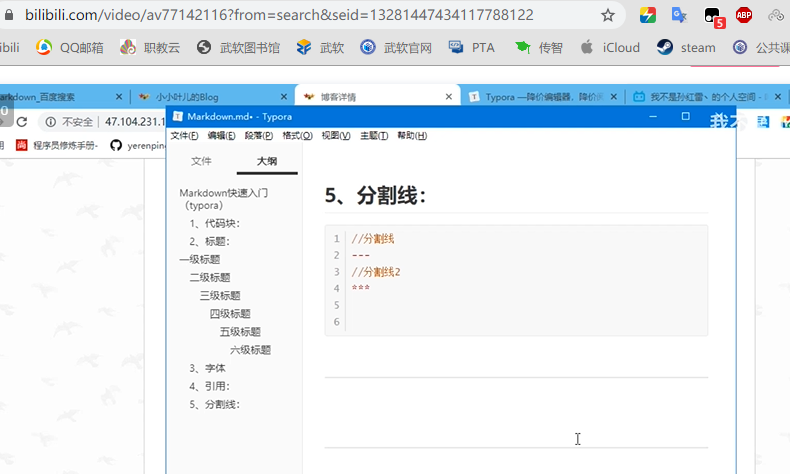 bilibili.com/video/av77142116?from=search&seid=13281447434117788122
5
ABP
ibili
QQ邮箱
职教云
武软图书馆
武软
武软官网
PTA
传智
iCloud
steam
公共课
arkdown_百度搜索
小小叶儿的Blog
博客详情
Typora —
我不是孙红雷丶的个人空间 -
不安全
47.104.231.1
程序员修炼手册-
yerenpin
Markdown.md• - Typora
我不
文件(F) 编辑(E) 段落(P) 格式(O) 视图(V) 主题(T) 帮助(H)
文件
大纲
Markdown快速入门
（typora）
1、代码块：
2、标题：
一级标题
二级标题
三级标题
四级标题
五级标题
六级标题
3、字体
4、引用：
5、分割线：
5、分割线：
1 //分割线
2 ---
3 //分割线2
4 ***
5
6